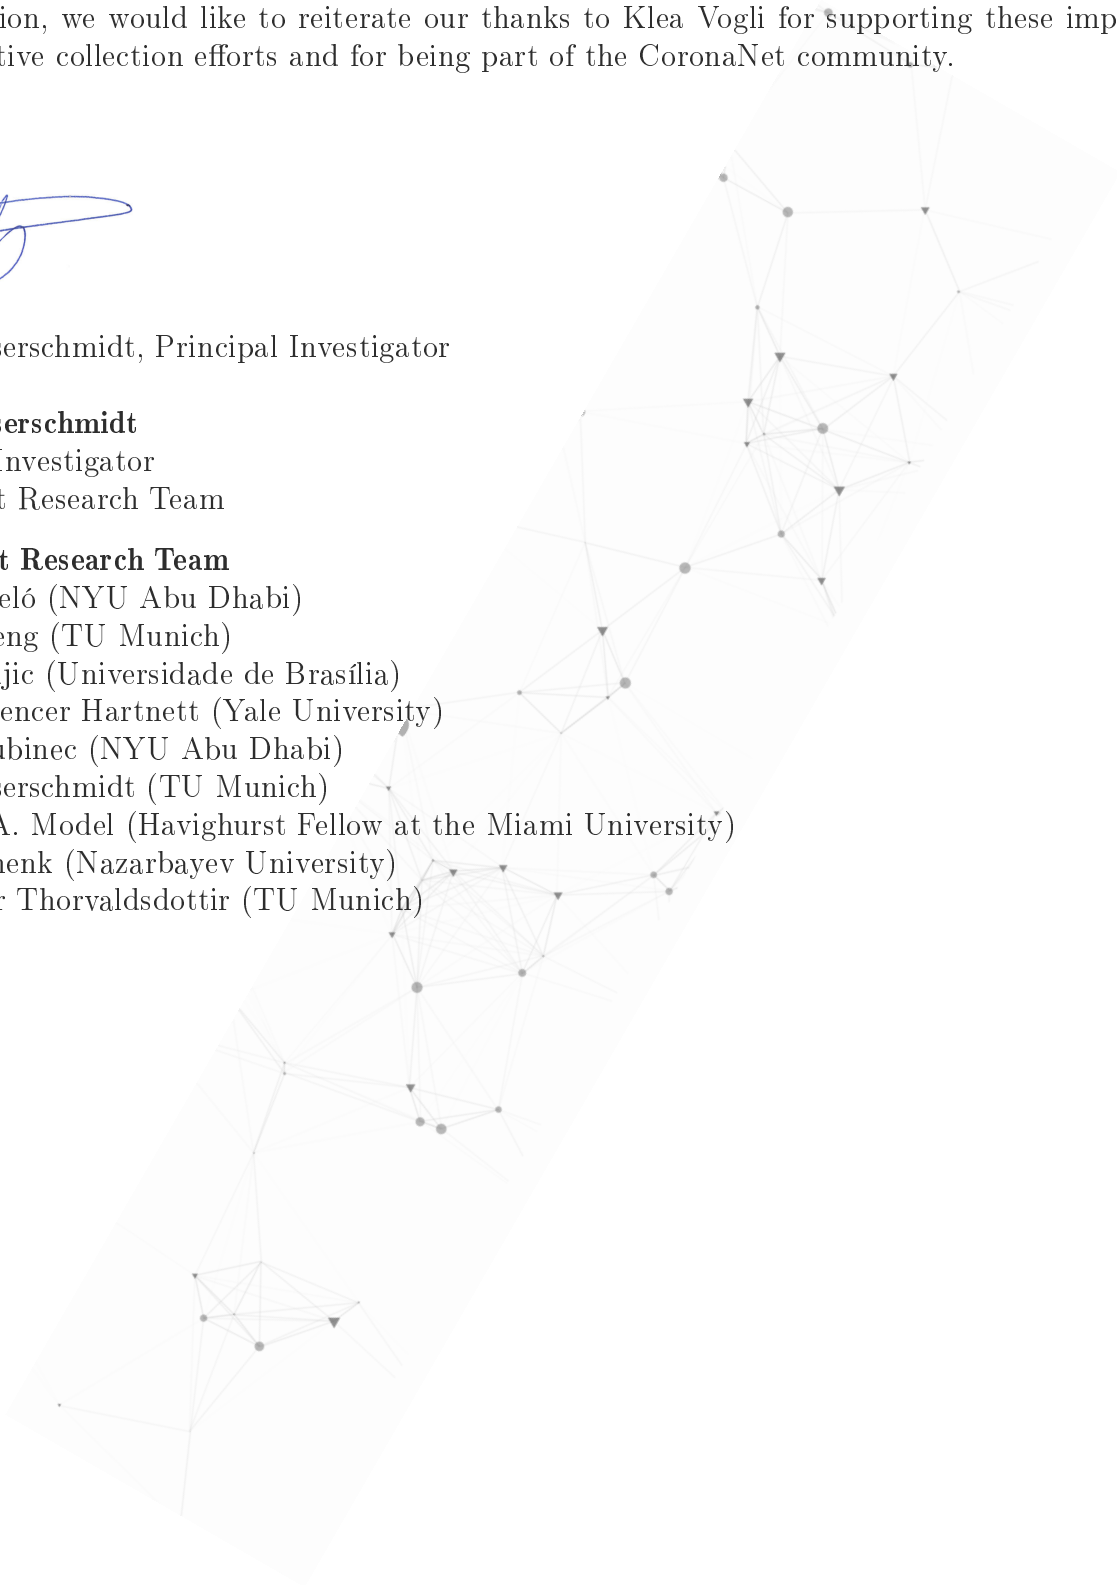 ion, we would like to reiterate our thanks to Klea Vogli for supporting these imp
tive collection efforts and for being part of the CoronaNet community.
serschmidt, Principal Investigator
serschmidt
Investigator
t Research Team
t Research Team
eló (NYU Abu Dhabi)
eng (TU Munich)
jic (Universidade de Brasília)
encer Hartnett (Yale University)
ubinec (NYU Abu Dhabi)
serschmidt (TU Munich)
A. Model (Havighurst Fellow at the Miami University)
henk (Nazarbayev University)
r Thorvaldsdottir (TU Munich)